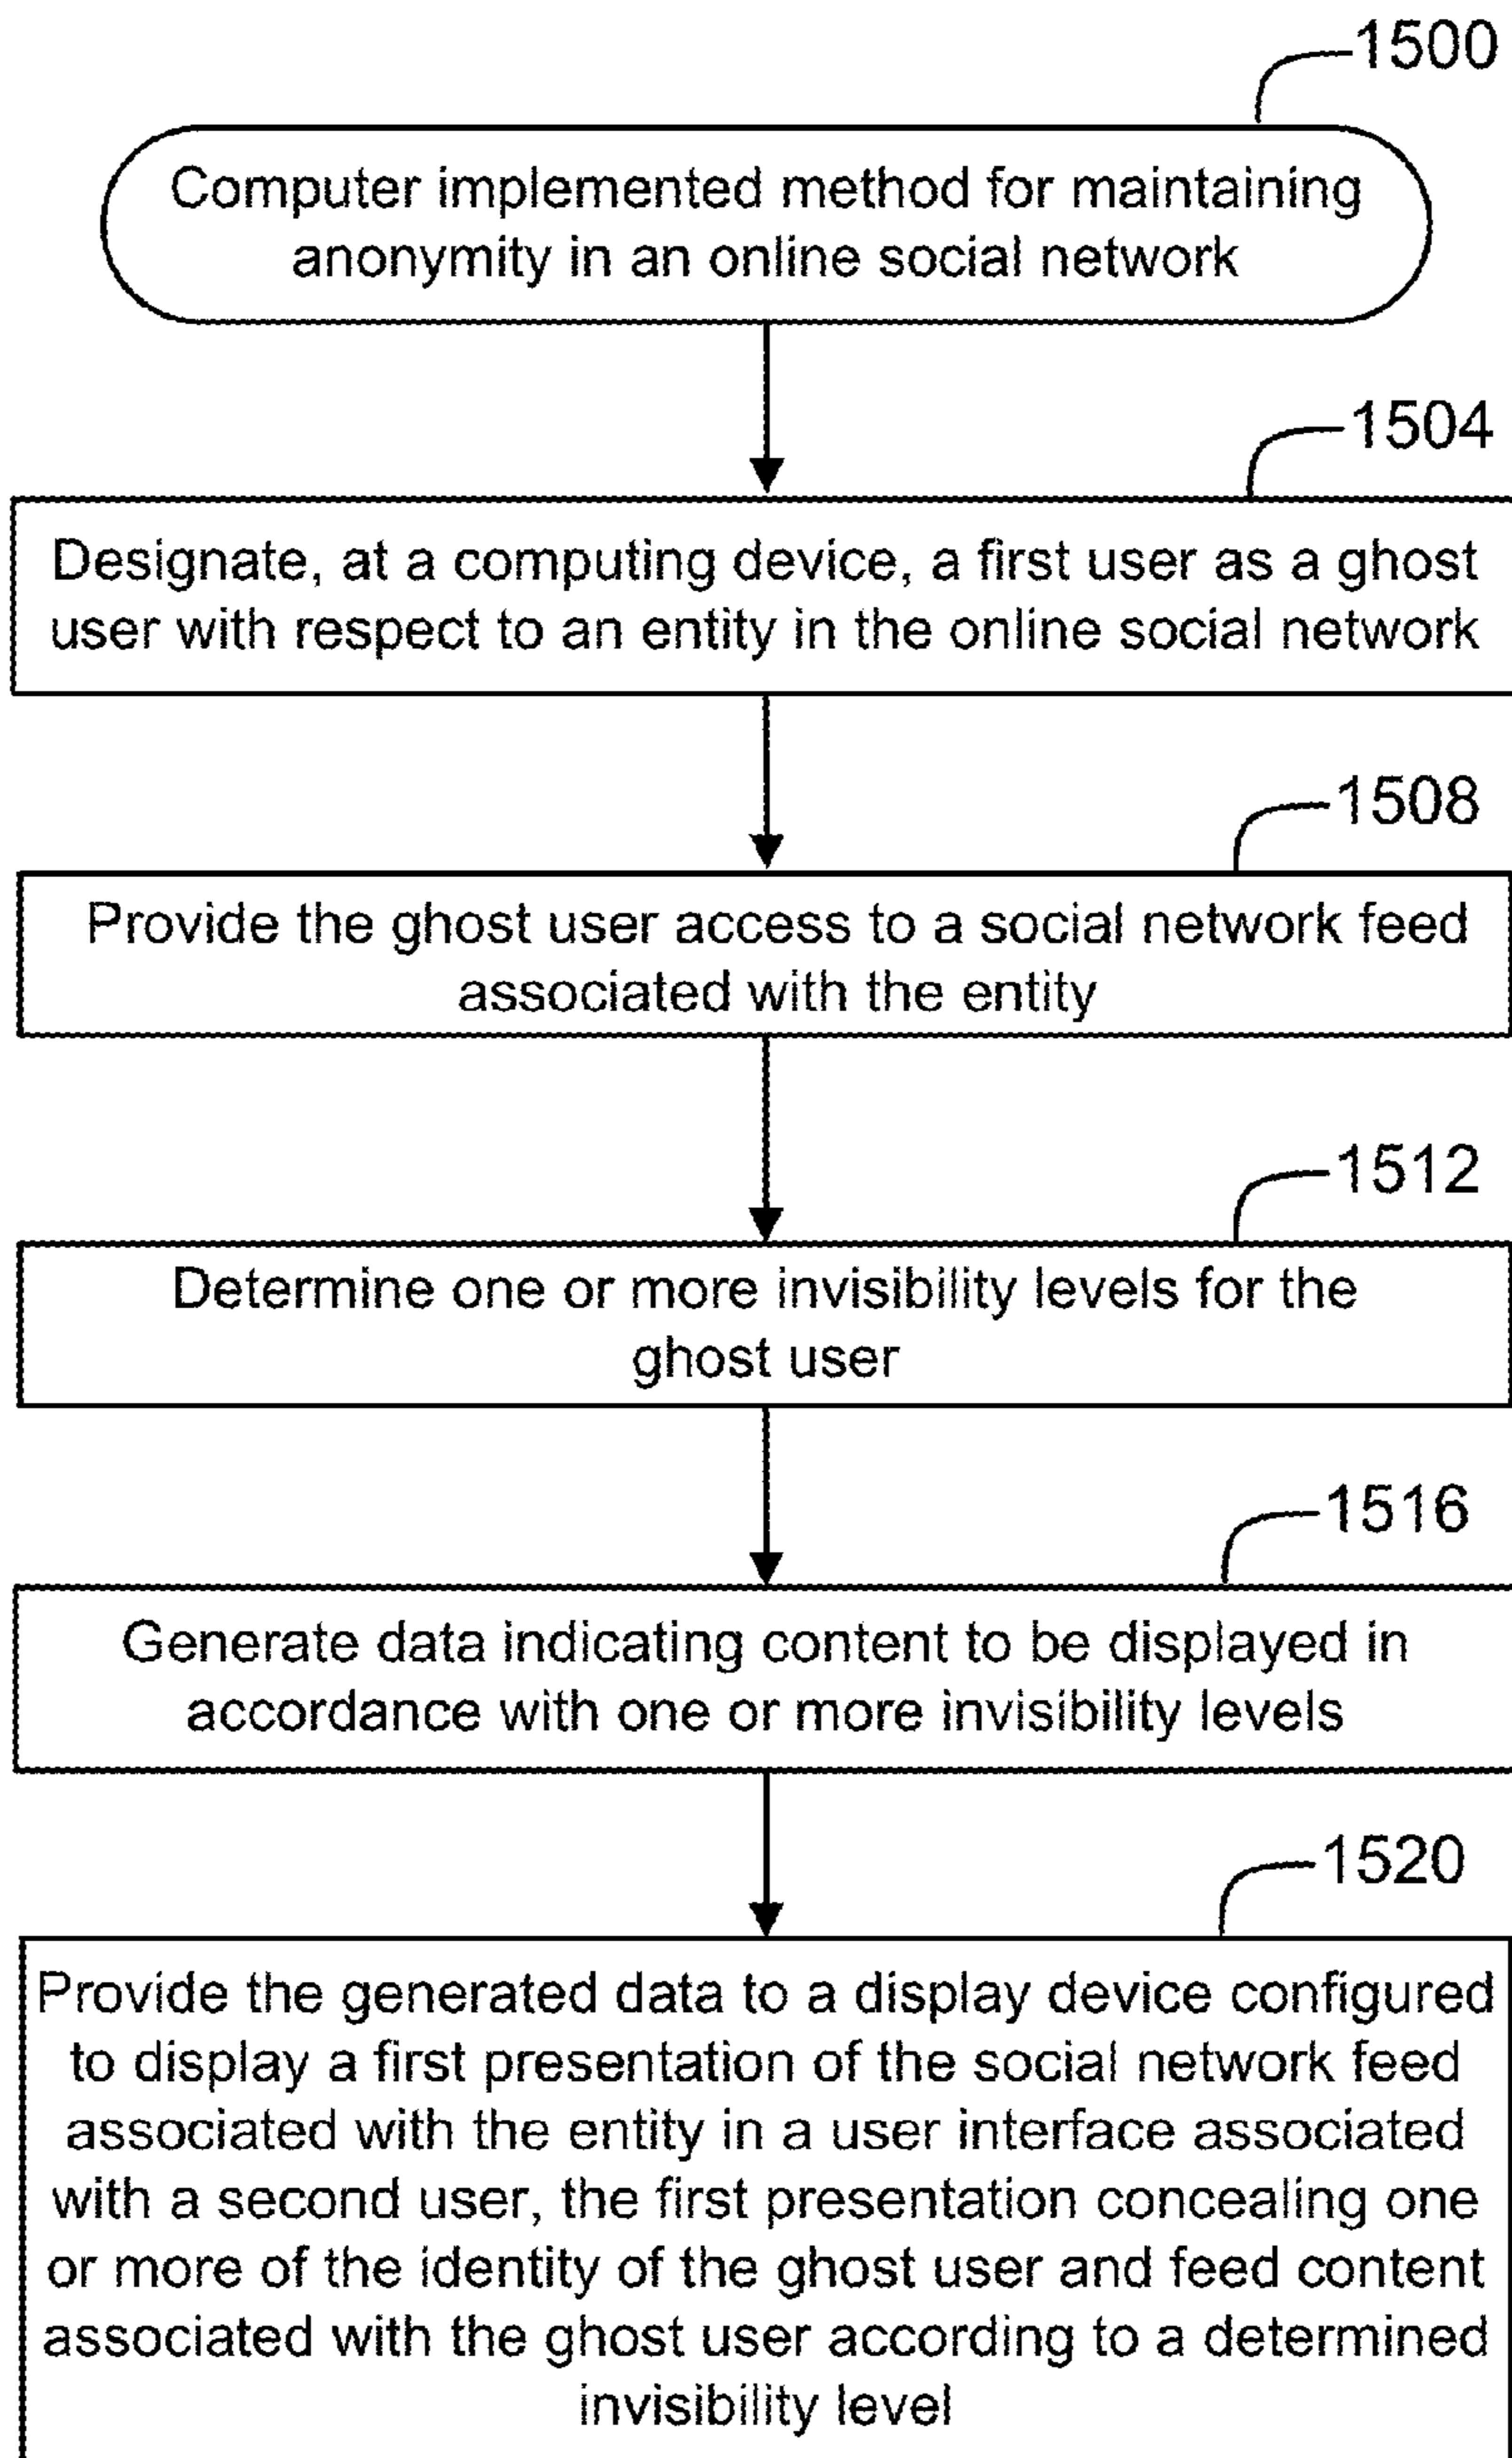 1500
Computer implemented method for maintaining
anonymity in an online social network
1504
Designate, at a computing device, a first user as a ghost
user with respect to an entity in the online social network
1508
Provide the ghost user access to a social network feed
associated with the entity
1512
Determine one or more invisibility levels for the
ghost user
1516
Generate data indicating content to be displayed in
accordance with one or more invisibility levels
1520
Provide the generated data to a display device configured
to display a first presentation of the social network feed
associated with the entity in a user interface associated
with a second user, the first presentation concealing one
or more of the identity of the ghost user and feed content
associated with the ghost user according to a determined
invisibility level